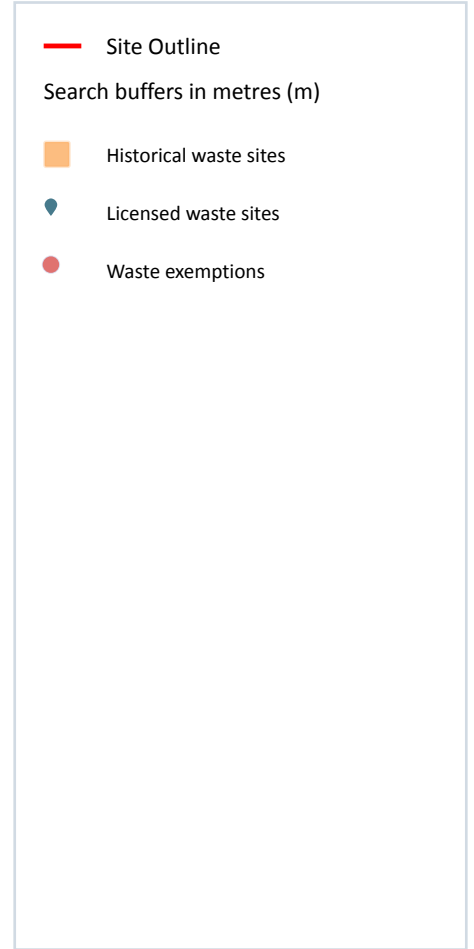 Site Outline
Search buffers in metres (m)
Historical waste sites
Licensed waste sites
Waste exemptions